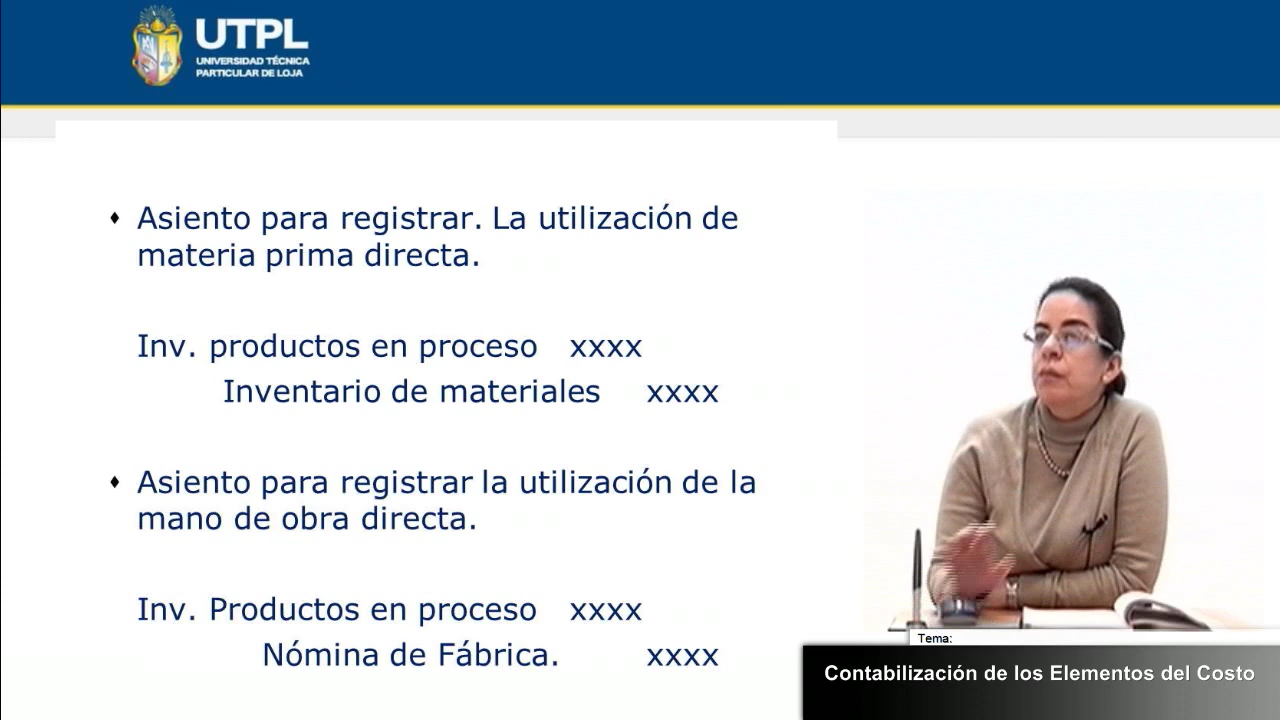 UTPL
UNIVERSIDAD TÉCNICA
PARTICULAR DE LOJA
Asiento para registrar. La utilización de
materia prima directa.
Inv. productos en proceso xxxx
Inventario de materiales xxxx
Asiento para registrar la utilización de la
mano de obra directa.
Inv. Productos en proceso xxxx
Nómina de Fábrica. xxxx
Tema:
Contabilización de los Elementos del Costo